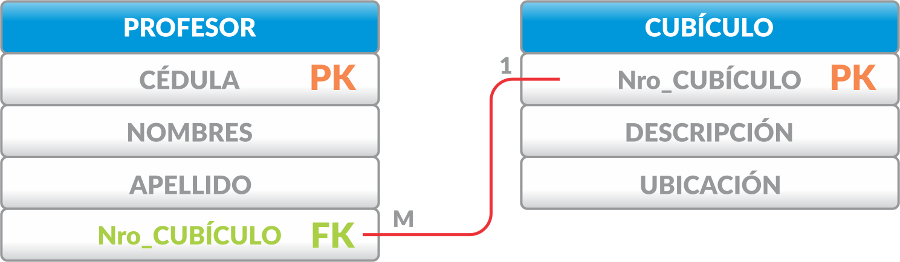 PROFESOR
CÉDULA PK
NOMBRES
APELLIDO
Nro_CUBÍCULO FK
M
1
CUBÍCULO
Nro_CUBÍCULO PK
DESCRIPCIÓN
UBICACIÓN